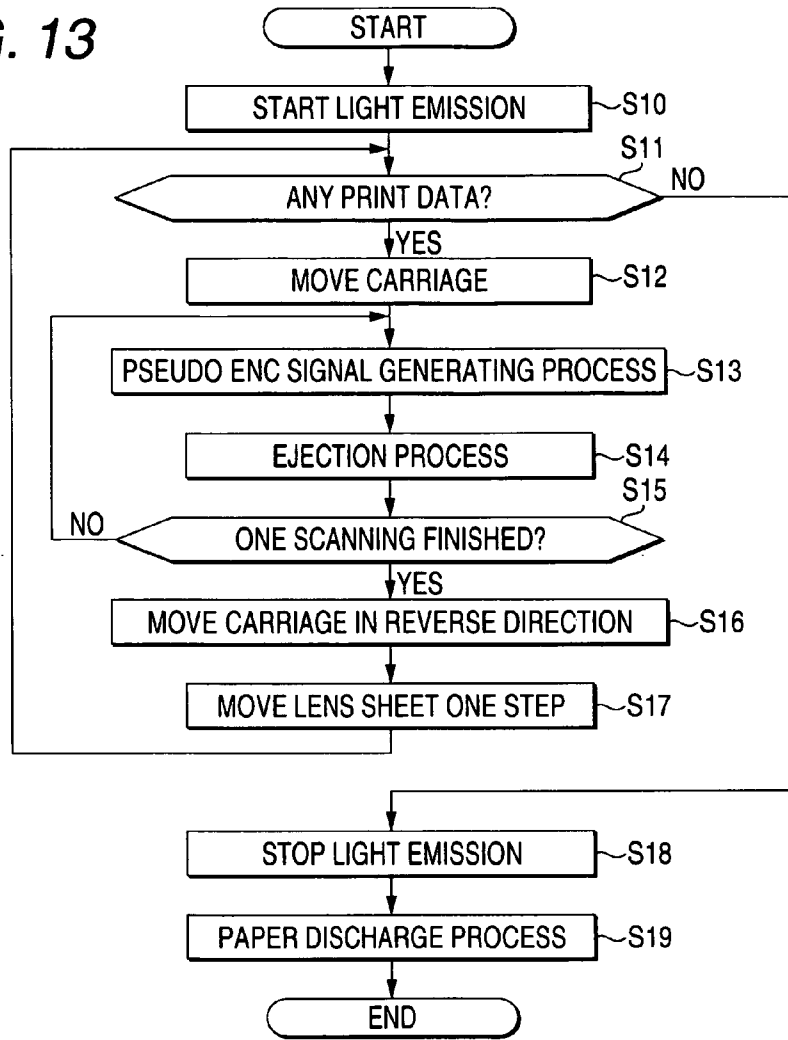 G. 13
START
START LIGHT EMISSION S10
S11
ANY PRINT DATA? NO
YES
MOVE CARRIAGE S12
PSEUDO ENC SIGNAL GENERATING PROCESS S13
EJECTION PROCESS S14
S15
NO ONE SCANNING FINISHED?
YES
MOVE CARRIAGE IN REVERSE DIRECTION S16
MOVE LENS SHEET ONE STEP S17
STOP LIGHT EMISSION S18
PAPER DISCHARGE PROCESS S19
END